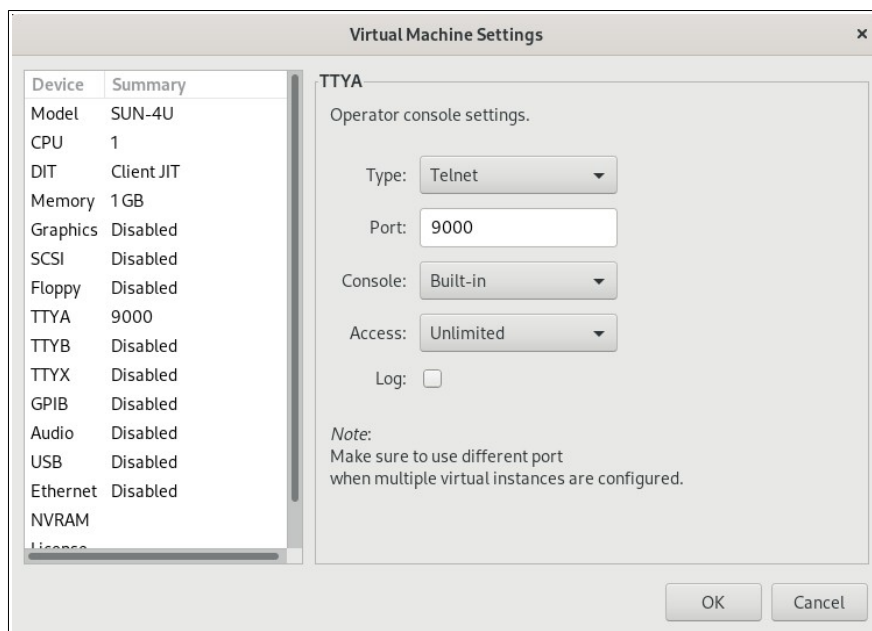 Virtual Machine Settings ×
Device Summary
Model SUN-4U
CPU 1
DIT Client JIT
Memory 1 GB
Graphics Disabled
SCSI Disabled
Floppy Disabled
TTYA 9000
TTYB Disabled
TTYX Disabled
GPIB Disabled
Audio Disabled
USB Disabled
Ethernet Disabled
NVRAM
License
TTYA
Operator console settings.
Type: Telnet
Port: 9000
Console: Built-in
Access: Unlimited
Log:
Note:
Make sure to use different port
when multiple virtual instances are configured.
OK Cancel